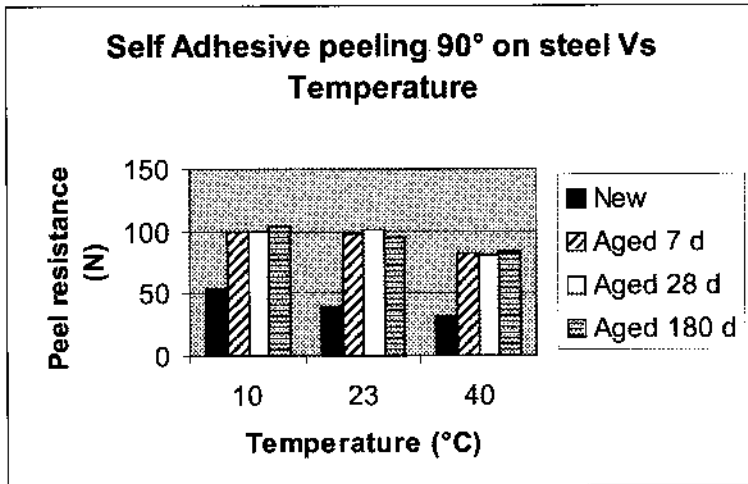 Self Adhesive peeling 90° on steel Vs
Temperature
Peel resistance
(N)
150
100
50
0
10 23 40
Temperature (°C)
New
Aged 7 d
Aged 28 d
Aged 180 d